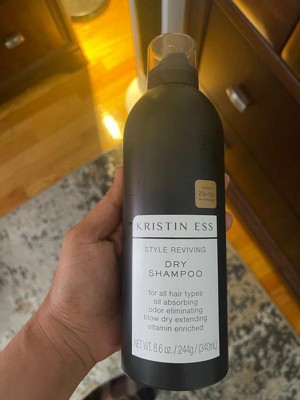 KRISTIN ESS
STYLE REVIVING
DRY
SHAMPOO
for all hair types
oil absorbing
odor eliminating
blow dry extending
vitamin enriched
NET WT. 8.6 oz./ 244g / (340mL)